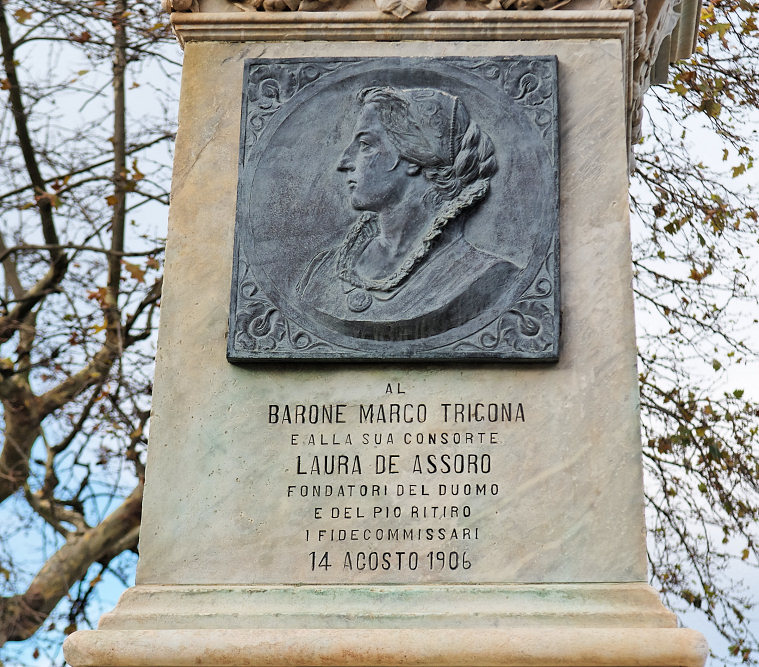 AL
BARONE MARCO TRIGONA
E ALLA SUA CONSORTE
LAURA DE ASSORO
FONDATORI DEL DUOMO
E DEL PIO RITIRO
I FIDECOMMISSARI
14 AGOSTO 1906